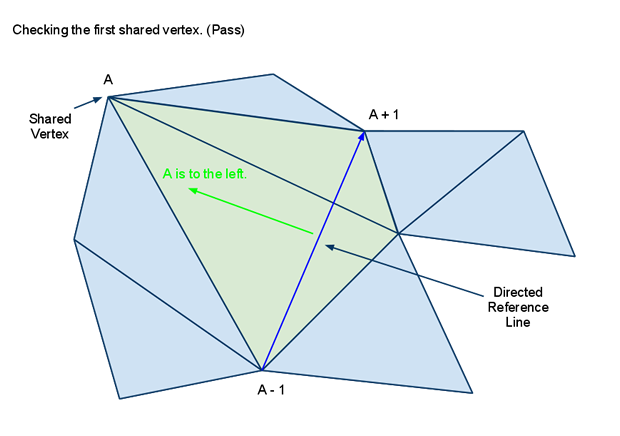 Checking the first shared vertex. (Pass)
A
A + 1
Shared
Vertex
A is to the left.
Directed
Reference
Line
A - 1